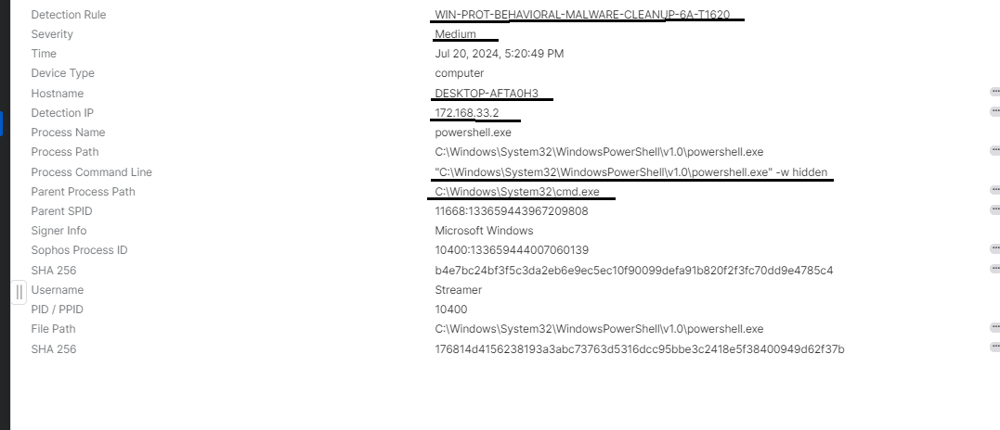 Detection Rule WIN-PROT-BEHAVIORAL-MALWARE-CLEANUP-6A-T1620
Severity Medium
Time Jul 20, 2024, 5:20:49 PM
Device Type computer
Hostname DESKTOP-AFTA0H3
Detection IP 172.168.33.2
Process Name powershell.exe
Process Path C:\Windows\System32\WindowsPowerShell\v1.0\powershell.exe
Process Command Line "C:\Windows\System32\WindowsPowerShell\v1.0\powershell.exe" -w hidden
Parent Process Path C:\Windows\System32\cmd.exe
Parent SPID 11668:133659443967209808
Signer Info Microsoft Windows
Sophos Process ID 10400:133659444007060139
SHA 256 b4e7bc24bf3f5c3da2eb6e9ec5ec10f90099defa91b820f2f3fc70dd9e4785c4
Username Streamer
PID / PPID 10400
File Path C:\Windows\System32\WindowsPowerShell\v1.0\powershell.exe
SHA 256 176814d4156238193a3abc73763d5316dcc95bbe3c2418e5f38400949d62f37b